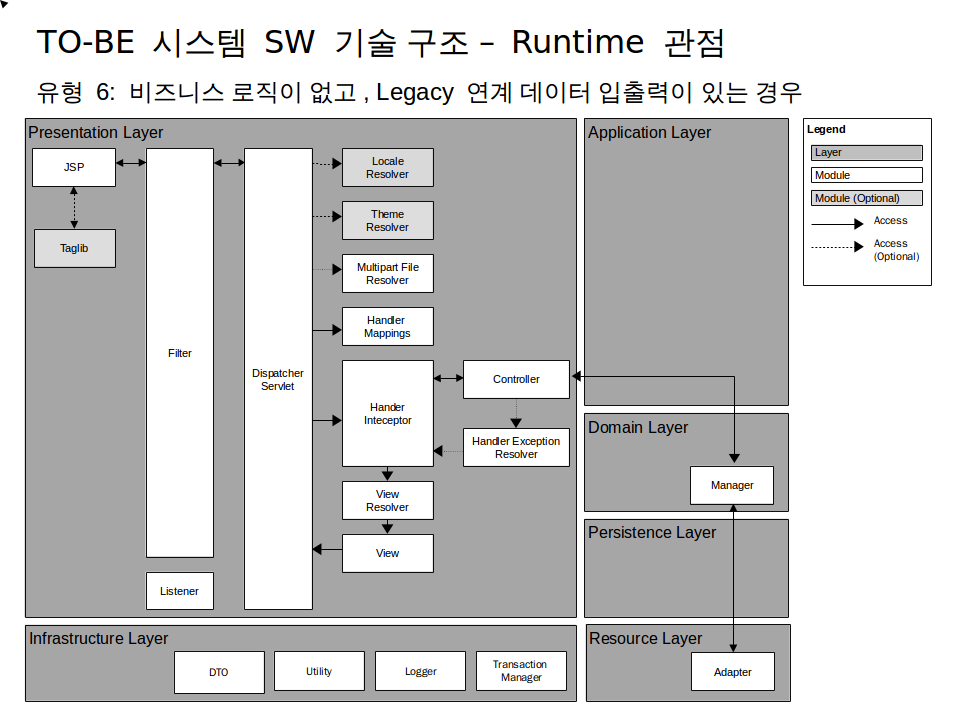 TO-BE 시스템 SW 기술 구조 – Runtime 관점
유형 6: 비즈니스 로직이 없고 , Legacy 연계 데이터 입출력이 있는 경우
Presentation Layer
JSP
Taglib
Filter
Listener
Dispatcher
Servlet
Locale
Resolver
Theme
Resolver
Multipart File
Resolver
Handler
Mappings
Hander
Inteceptor
View
Resolver
View
Controller
Handler Exception
Resolver
Application Layer
Domain Layer
Manager
Persistence Layer
Resource Layer
Adapter
Infrastructure Layer
DTO
Utility
Logger
Transaction
Manager
Legend
Layer
Module
Module (Optional)
Access
Access
(Optional)